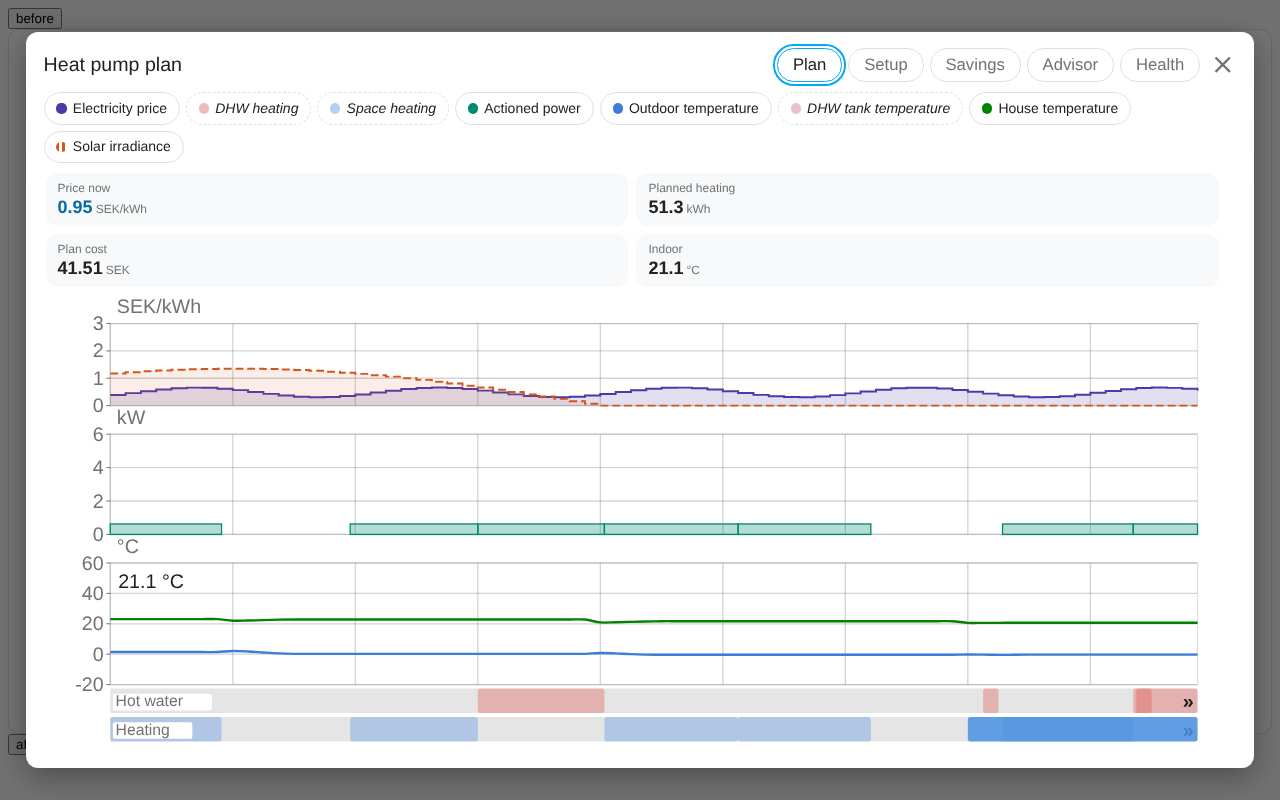 before
Heat pump plan
Plan
Setup
Savings
Advisor
Health
Electricity price
DHW heating
Space heating
Actioned power
Outdoor temperature
DHW tank temperature
House temperature
Solar irradiance
Price now
0.95 SEK/kWh
Planned heating
51.3 kWh
Plan cost
41.51 SEK
Indoor
21.1 °C
SEK/kWh
3
2
1
0
kW
6
4
2
0
°C
60
40
20
0
-20
21.1 °C
Hot water
»
Heating
»